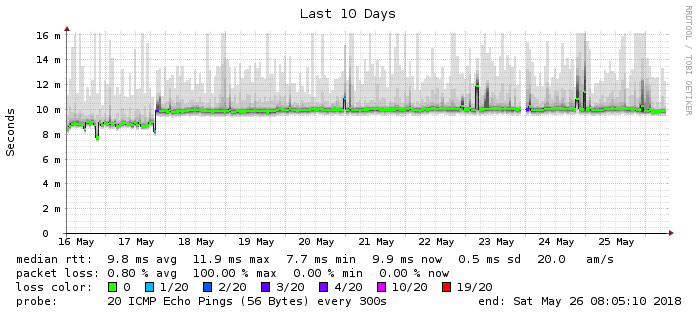 Last 10 Days
RRDTOOL / TOBI OETIKER
Seconds
16 m
14 m
12 m
10 m
8 m
6 m
4 m
2 m
0
16 May 17 May 18 May 19 May 20 May 21 May 22 May 23 May 24 May 25 May
median rtt: 9.8 ms avg 11.9 ms max 7.7 ms min 9.9 ms now 0.5 ms sd 20.0 am/s
packet loss: 0.80 % avg 100.00 % max 0.00 % min 0.00 % now
loss color: 0 1/20 2/20 3/20 4/20 10/20 19/20
probe: 20 ICMP Echo Pings (56 Bytes) every 300s end: Sat May 26 08:05:10 2018